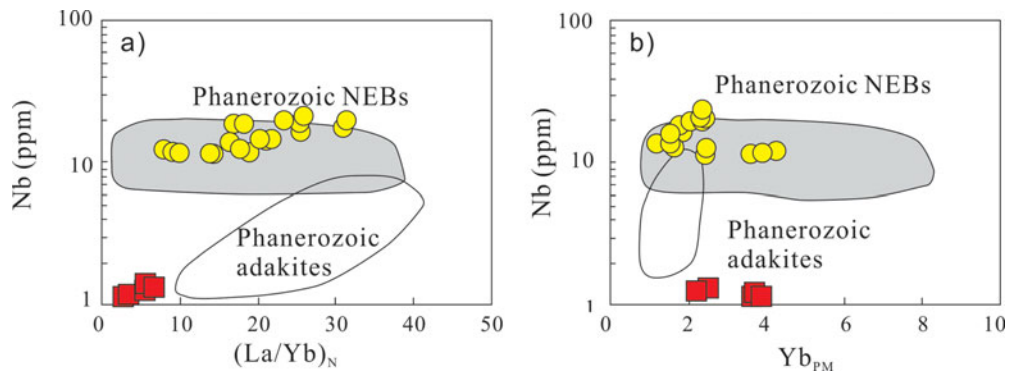 a)
100
10
1
Nb (ppm)
Phanerozoic NEBs
Phanerozoic
adakites
0 10 20 30 40 50
(La/Yb)N
b)
100
10
1
Nb (ppm)
Phanerozoic NEBs
Phanerozoic
adakites
0 2 4 6 8 10
YbPM